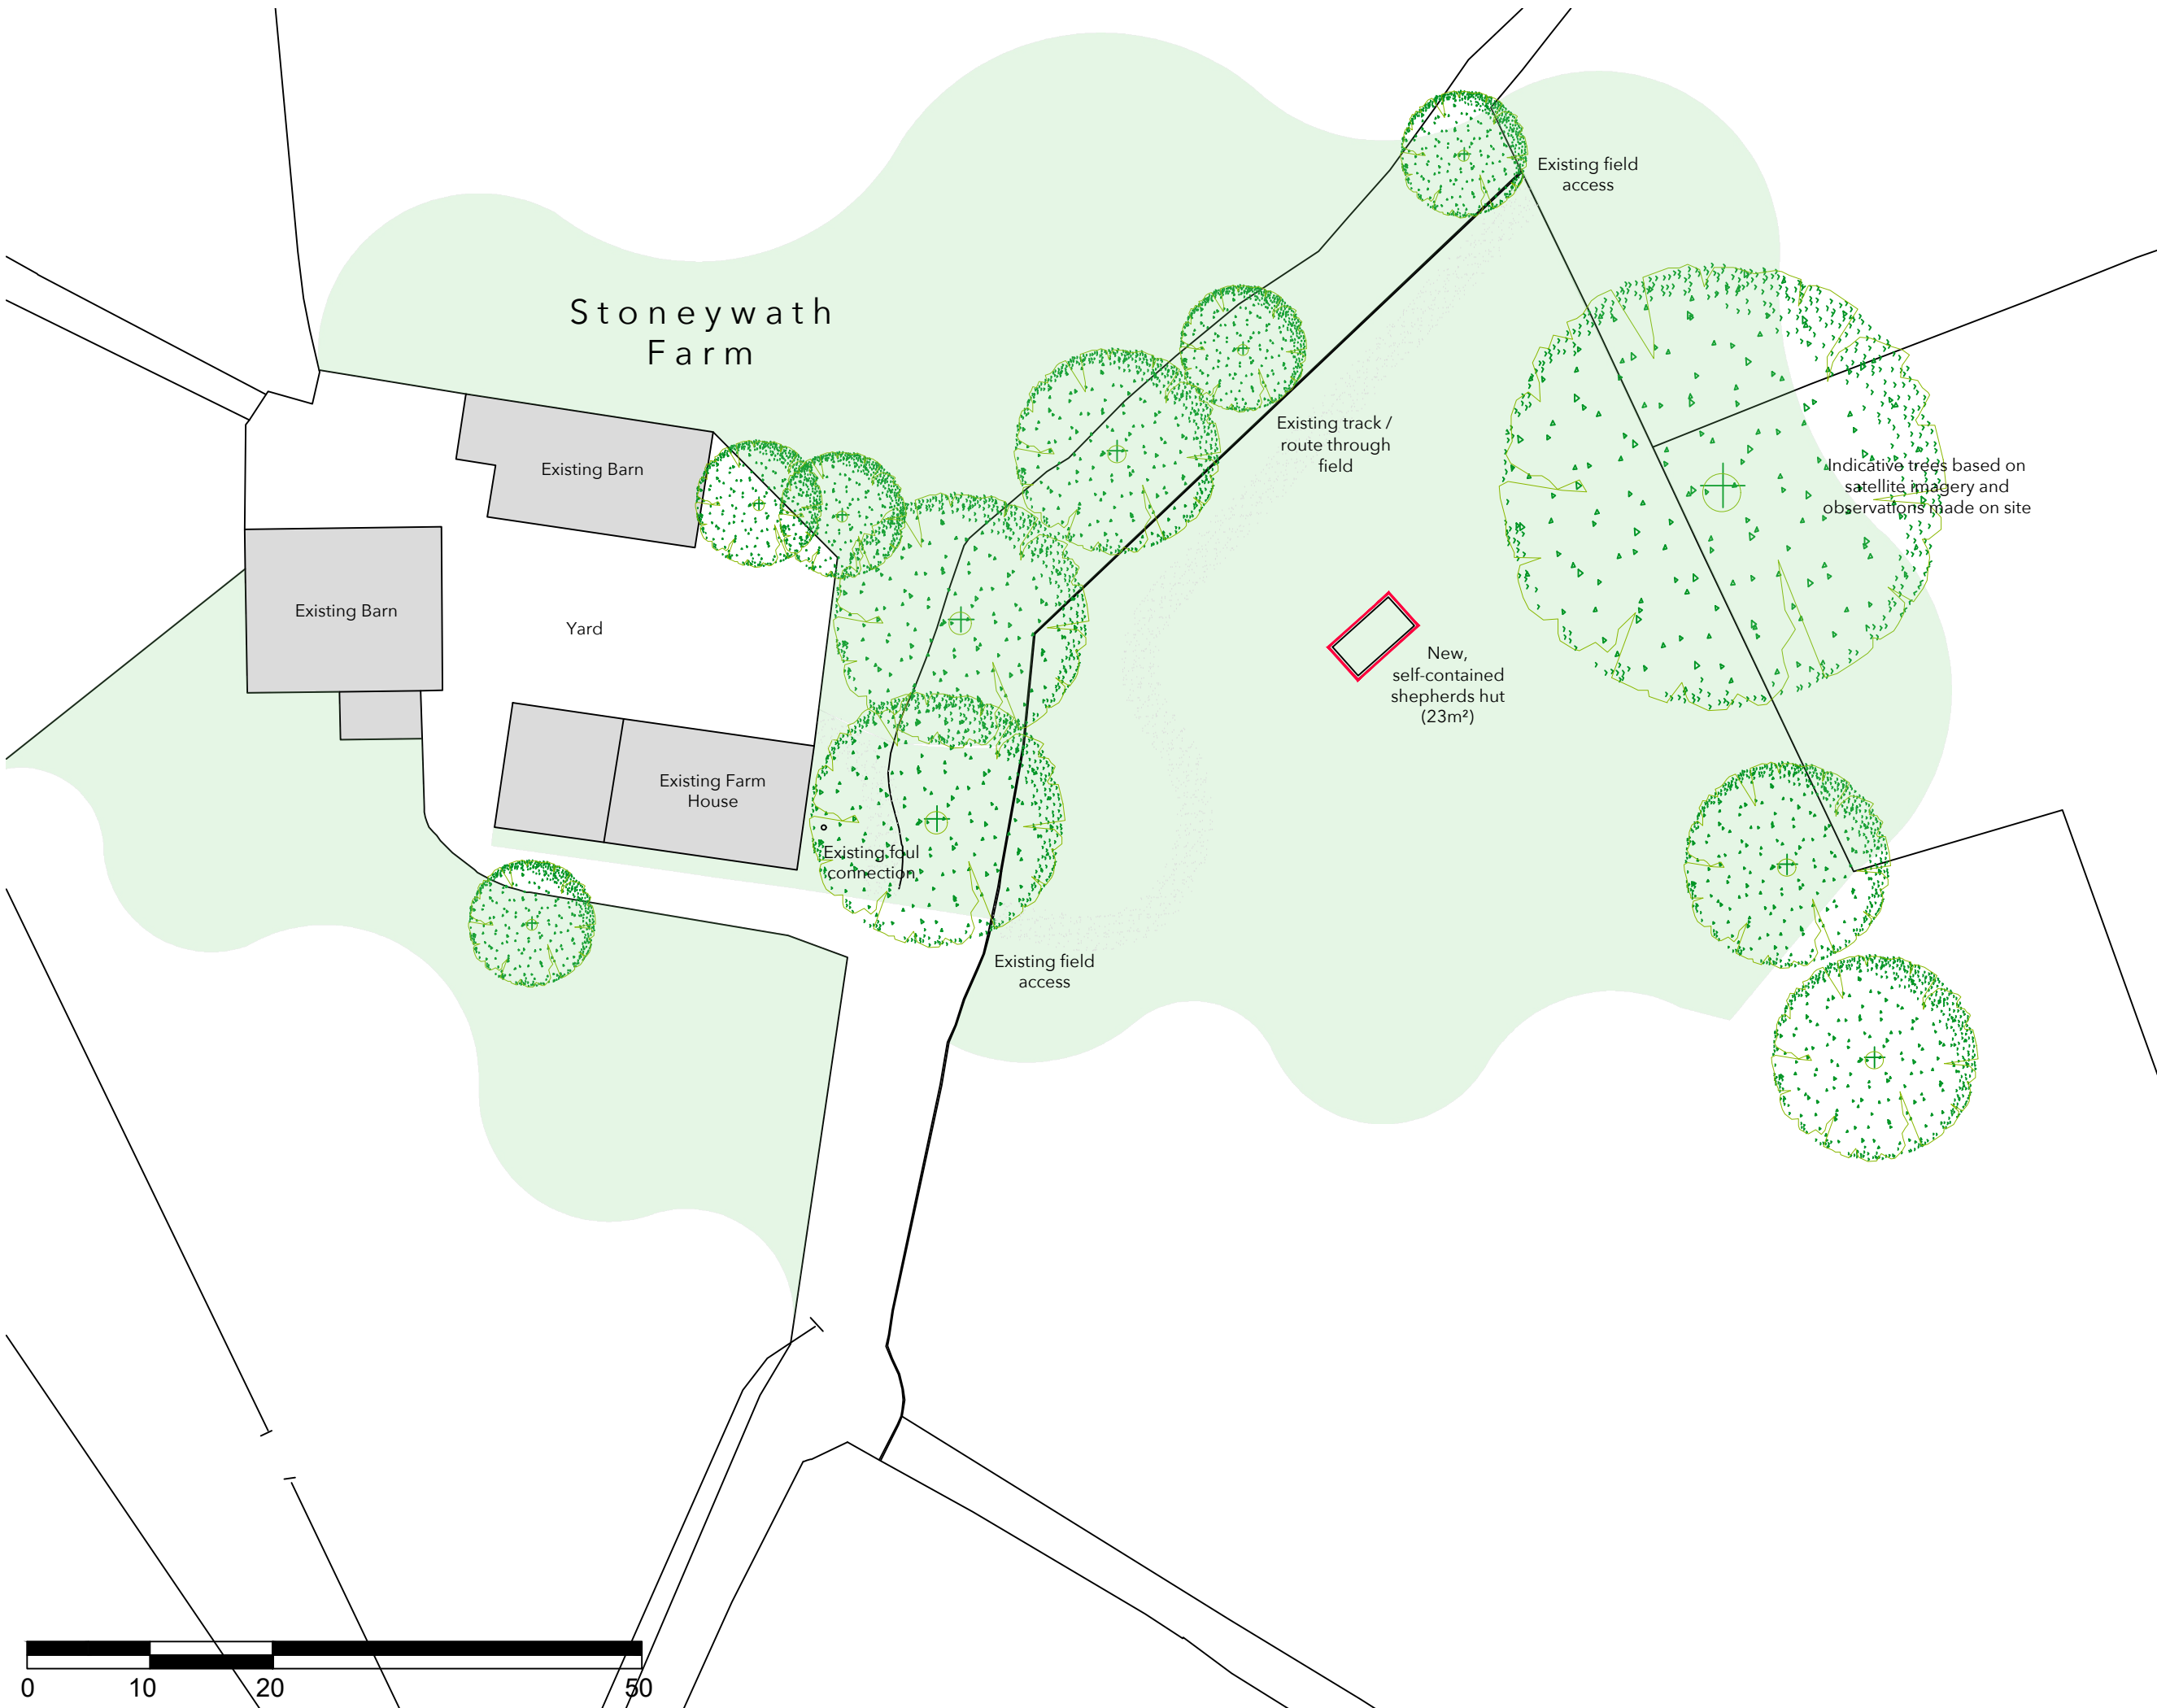 Existing field
access
Stoneywath
Farm
Existing track /
route through
field
Existing Barn
Indicative trees based on
satellite imagery and
observations made on site
Existing Barn
Yard
New,
self-contained
shepherds hut
(23m²)
Existing Farm
House
Existing foul
connection
Existing field
access
0 10 20 50